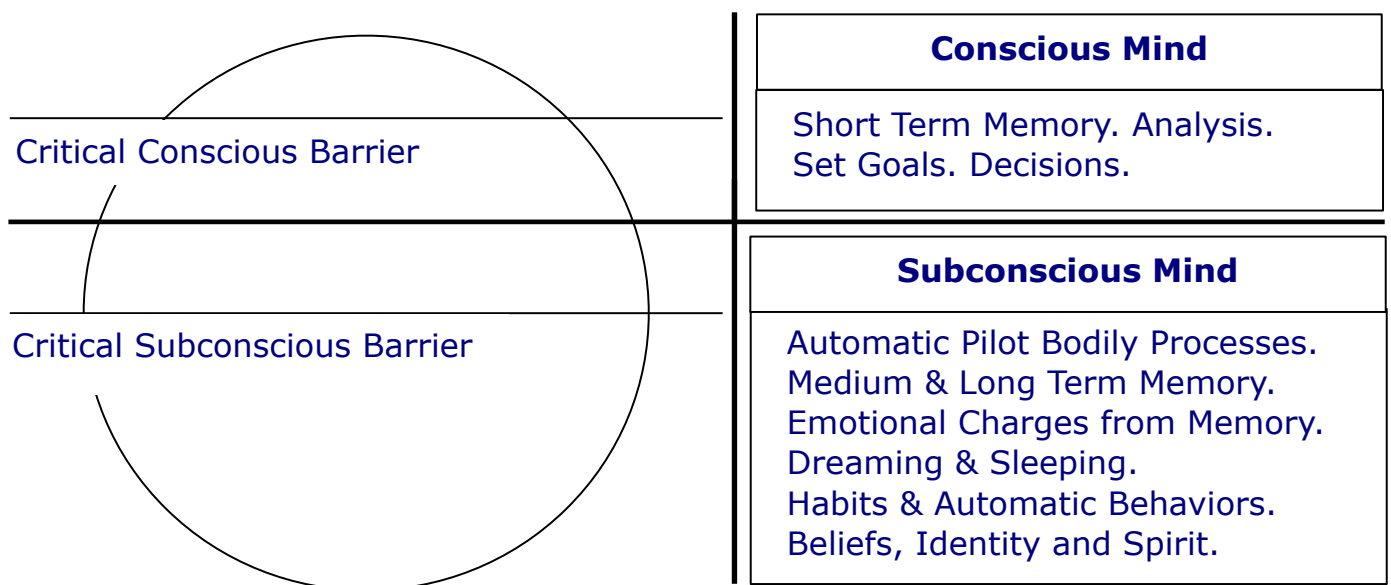 Conscious Mind
Critical Conscious Barrier
Short Term Memory. Analysis.
Set Goals. Decisions.
Subconscious Mind
Critical Subconscious Barrier
Automatic Pilot Bodily Processes.
Medium & Long Term Memory.
Emotional Charges from Memory.
Dreaming & Sleeping.
Habits & Automatic Behaviors.
Beliefs, Identity and Spirit.